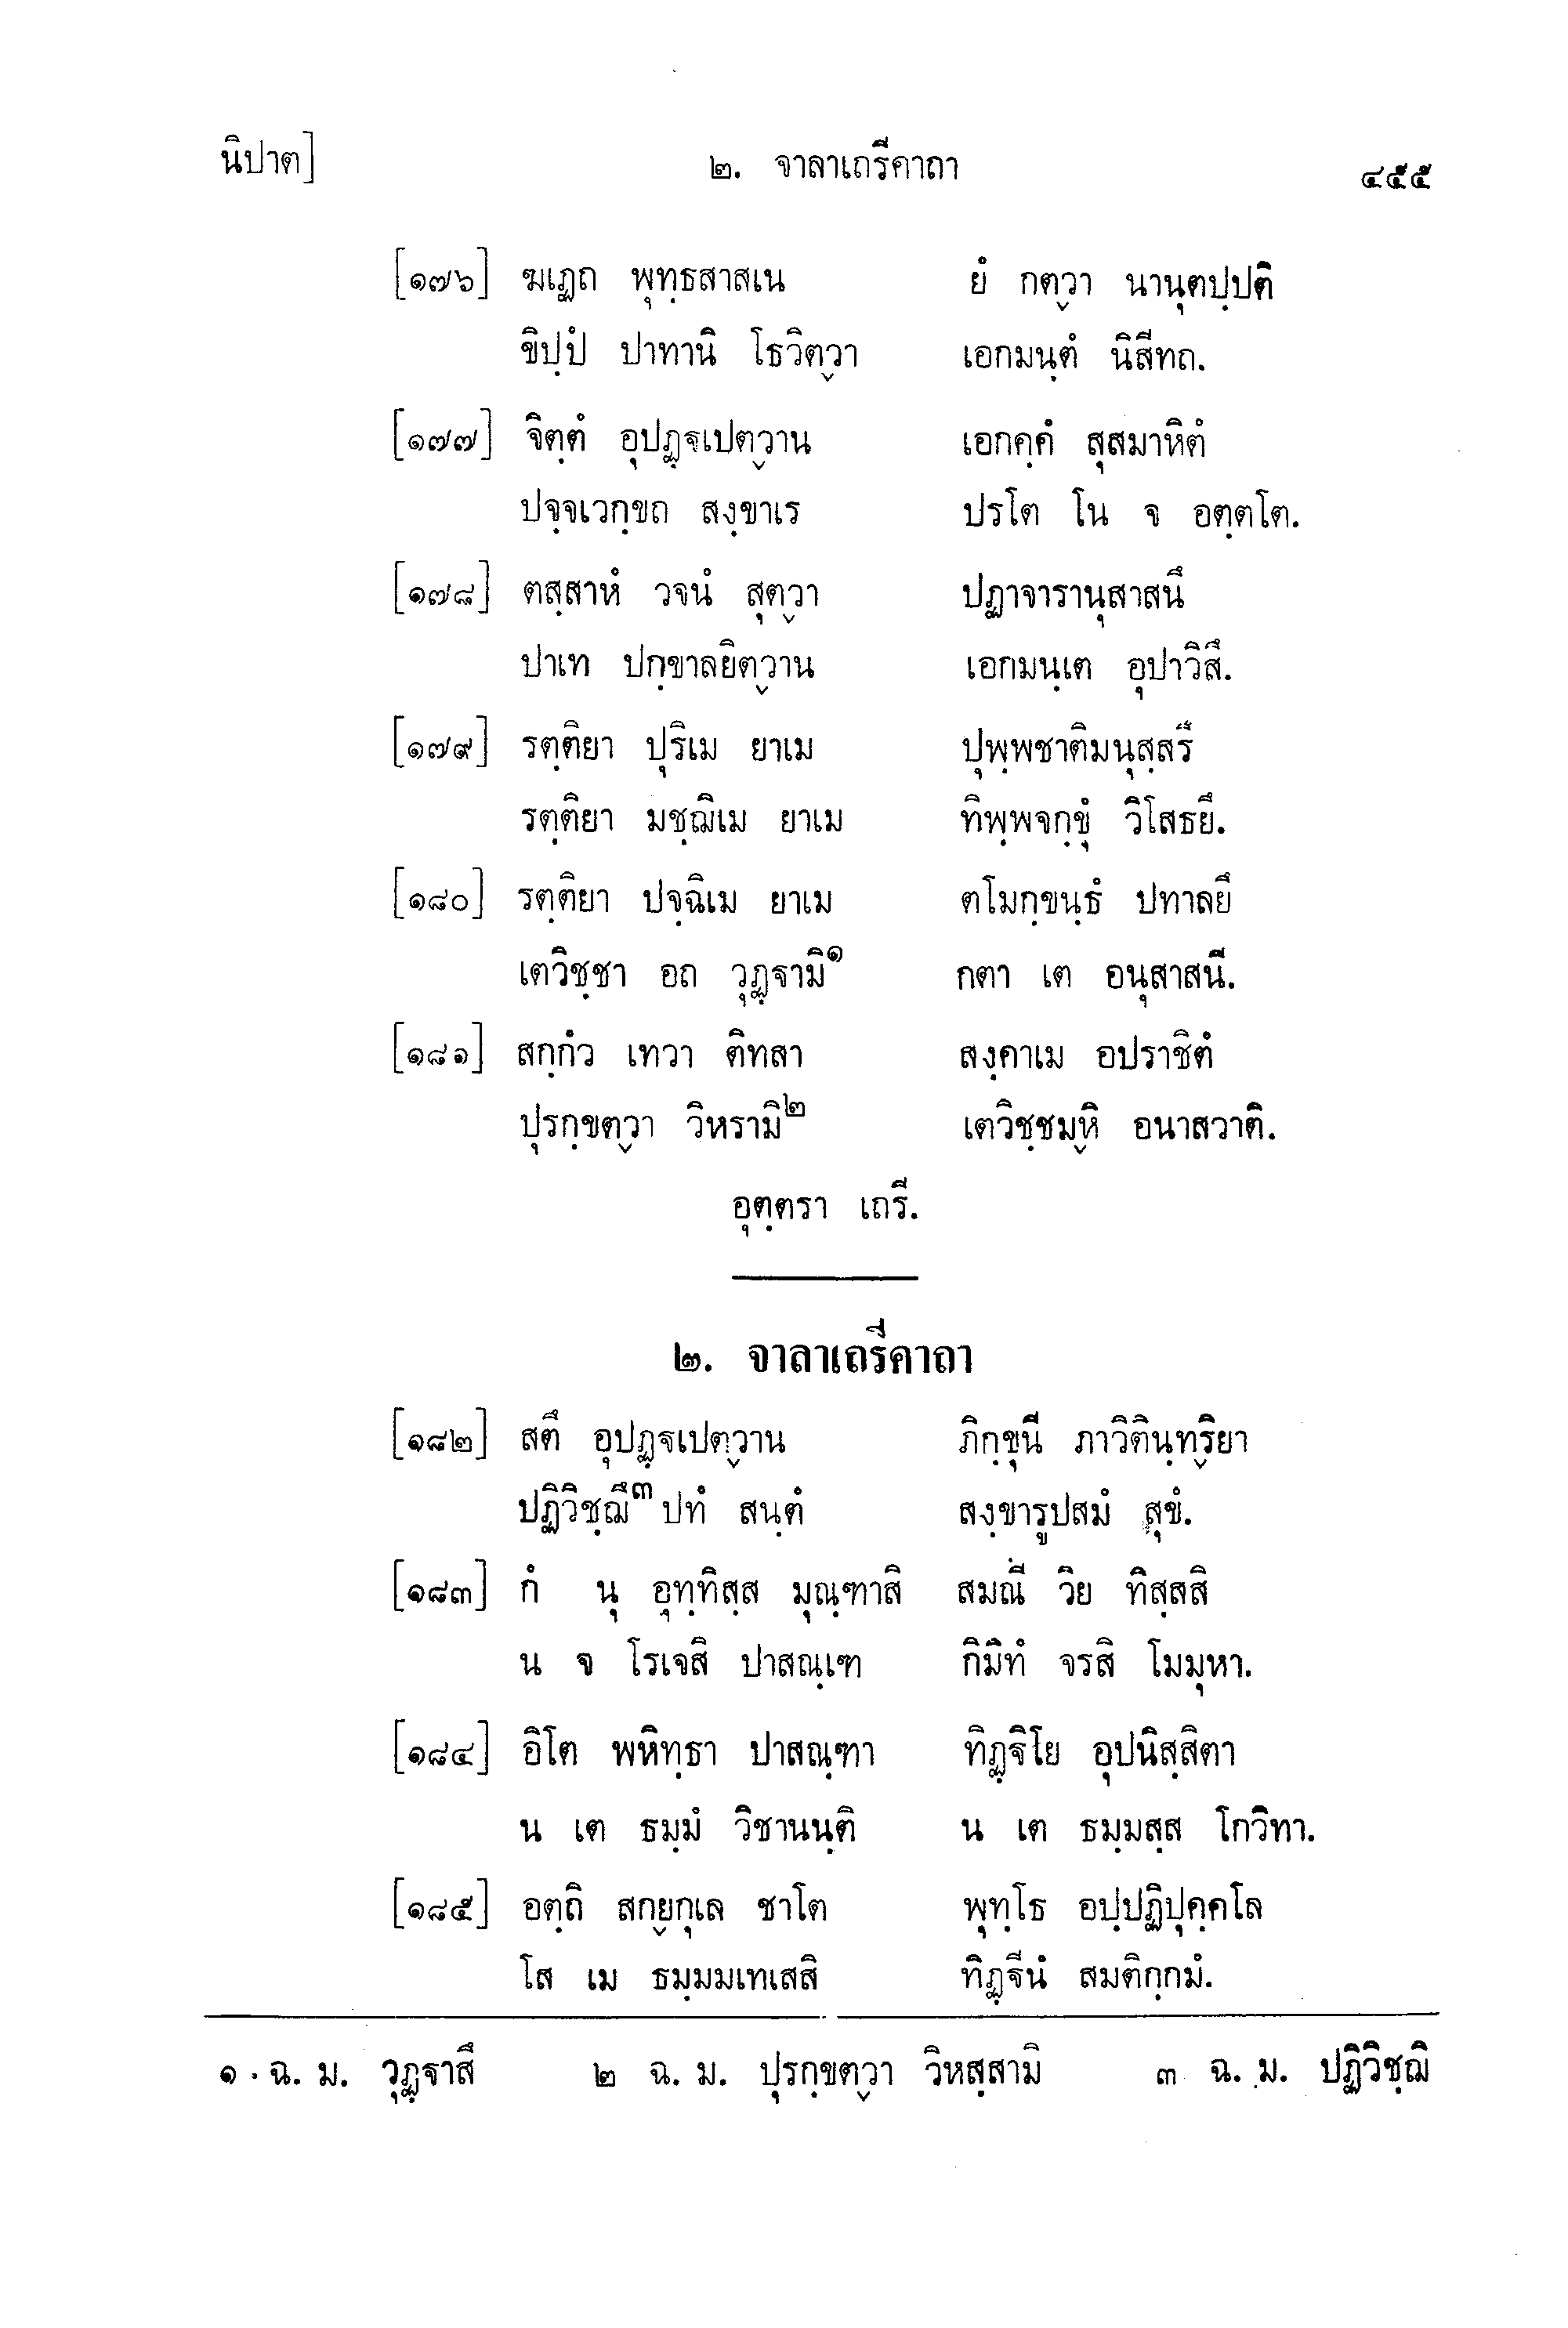 นิปาต] ๒. จาลาเถรีคาถา ๔๕๕
[๑๗๖] ฆเฏถ พุทฺธสาสเน ยํ กตฺวา นานุตปฺปติ
ขิปฺปํ ปาทานิ โธวิตฺวา เอกมนฺตํ นิสีทถ.
[๑๗๗] จิตฺตํ อุปฏฺฐเปตฺวาน เอกคฺคํ สุสมาหิตํ
ปจฺจเวกฺขถ สงฺขาเร ปรโต โน จ อตฺตโต.
[๑๗๘] ตสฺสาหํ วจนํ สุตฺวา ปฏาจารานุสาสนึ
ปาเท ปกฺขาลยิตฺวาน เอกมนฺเต อุปาวิสึ.
[๑๗๙] รตฺติยา ปุริเม ยาเม ปุพฺพชาติมนุสฺสรึ
รตฺติยา มชฺฌิเม ยาเม ทิพฺพจกฺขุํ วิโสธยึ.
[๑๘๐] รตฺติยา ปจฺฉิเม ยาเม ตโมกฺขนฺธํ ปทาลยึ
เตวิชฺชา อถ วุฏฺฐามิ๑ กตา เต อนุสาสนี.
[๑๘๑] สกฺกํว เทวา ติทสา สงฺคาเม อปราชิตํ
ปุรกฺขตฺวา วิหรามิ๒ เตวิชฺชมฺหิ อนาสวาติ.
อุตฺตรา เถรี.
๒. จาลาเถรีคาถา
[๑๘๒] สตึ อุปฏฺฐเปตฺวาน ภิกฺขุนี ภาวิตินฺทฺริยา
ปฏิวิชฺฌึ๓ ปทํ สนฺตํ สงฺขารูปสมํ สุขํ.
[๑๘๓] กํ นุ อุทฺทิสฺส มุณฺฑาสิ สมณี วิย ทิสฺสสิ
น จ โรเจสิ ปาสณฺเฑ กิมิทํ จรสิ โมมุหา.
[๑๘๔] อิโต พหิทฺธา ปาสณฺฑา ทิฏฺฐิโย อุปนิสฺสิตา
น เต ธมฺมํ วิชานนฺติ น เต ธมฺมสฺส โกวิทา.
[๑๘๕] อตฺถิ สกฺยกุเล ชาโต พุทฺโธ อปฺปฏิปุคฺคโล
โส เม ธมฺมมเทเสสิ ทิฏฺฐีนํ สมติกฺกมํ.
๑. ฉ. ม. วุฏฺฐาสึ ๒ ฉ. ม. ปุรกฺขตฺวา วิหสฺสามิ ๓ ฉ. ม. ปฏิวิชฺฌิ